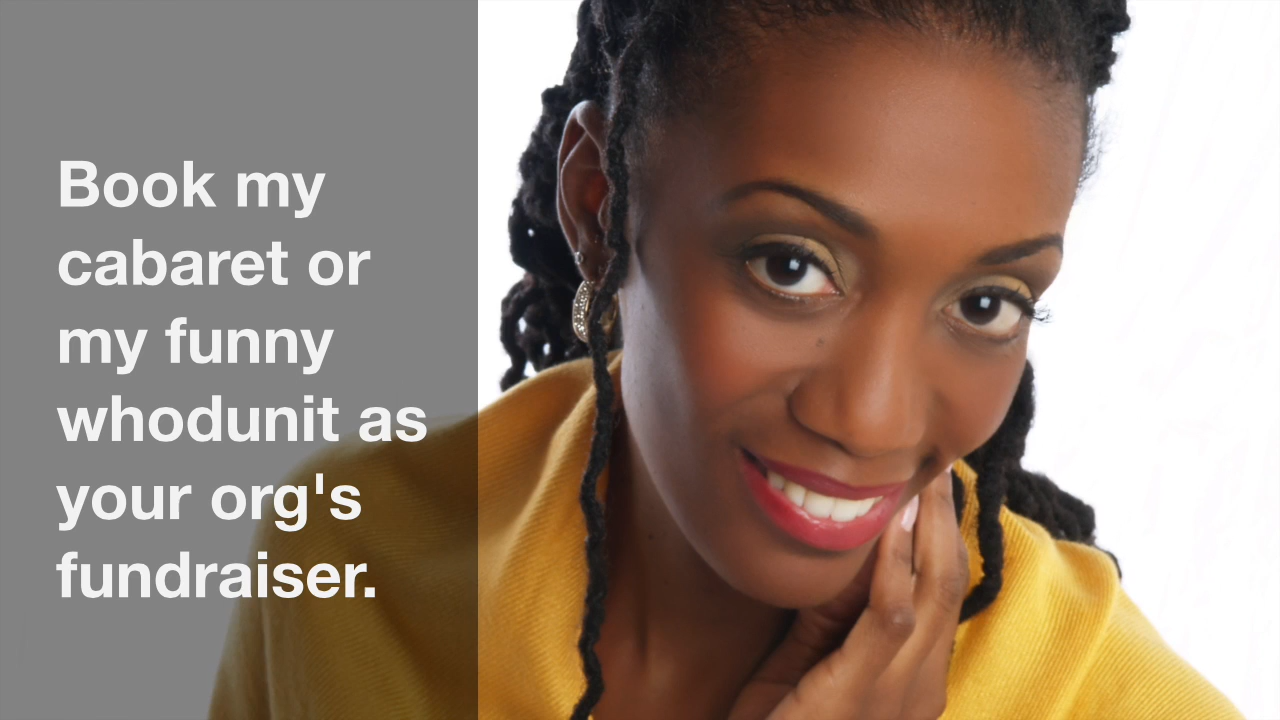 Book my
cabaret or
my funny
whodunit as
your org's
fundraiser.